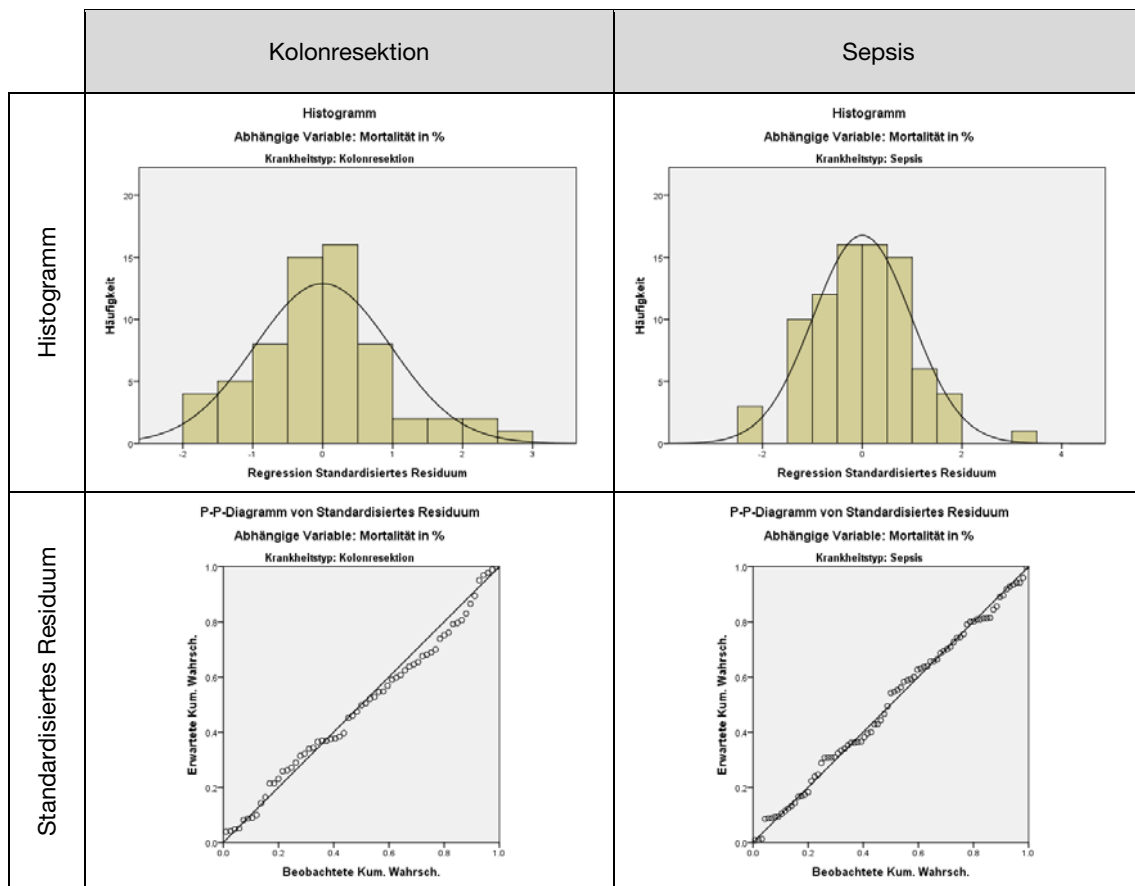 Kolonresektion
Sepsis
Histogramm
Histogramm
Abhängige Variable: Mortalität in %
Krankheitstyp: Kolonresektion
20
15
10
5
0
Häufigkeit
-2
-1
0
1
2
3
Regression Standardisiertes Residuum
Histogramm
Abhängige Variable: Mortalität in %
Krankheitstyp: Sepsis
20
15
10
5
0
Häufigkeit
-2
0
2
4
Regression Standardisiertes Residuum
Standardisiertes Residuum
P-P-Diagramm von Standardisiertes Residuum
Abhängige Variable: Mortalität in %
Krankheitstyp: Kolonresektion
1.0
0.8
0.6
0.4
0.2
0.0
Erwartete Kum. Wahrsch.
0.0
0.2
0.4
0.6
0.8
1.0
Beobachtete Kum. Wahrsch.
P-P-Diagramm von Standardisiertes Residuum
Abhängige Variable: Mortalität in %
Krankheitstyp: Sepsis
1.0
0.8
0.6
0.4
0.2
0.0
Erwartete Kum. Wahrsch.
0.0
0.2
0.4
0.6
0.8
1.0
Beobachtete Kum. Wahrsch.